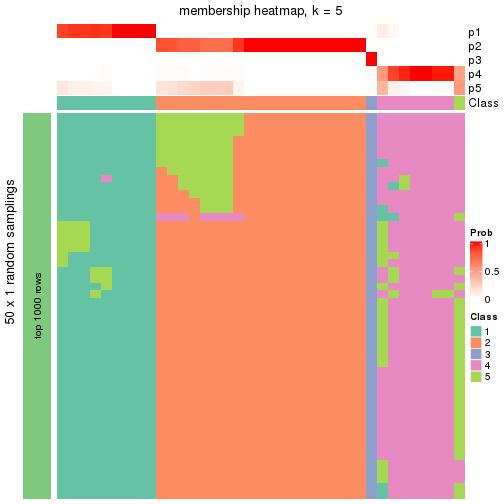 membership heatmap, k = 5
p1
p2
p3
p4
p5
Class
50 x 1 random samplings
top 1000 rows
Prob
1
0.5
0
Class
1
2
3
4
5